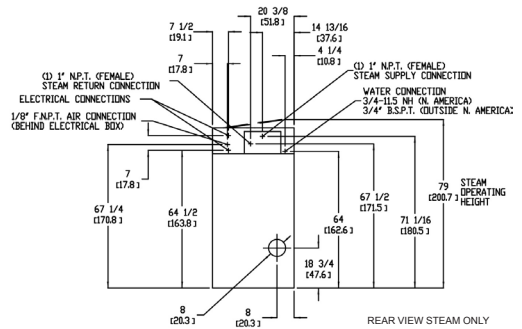 20 3/8
[51.8]
7 1/2
[19.1]
14 13/16
[37.6]
4 1/4
[10.8]
7
[17.8]
(1) 1" N.P.T. (FEMALE)
STEAM RETURN CONNECTION
ELECTRICAL CONNECTIONS
1/8" F.N.P.T. AIR CONNECTION
(BEHIND ELECTRICAL BOX)
(1) 1" N.P.T. (FEMALE)
STEAM SUPPLY CONNECTION
WATER CONNECTION
3/4-11.5 NH (N. AMERICA)
3/4" B.S.P.T. (OUTSIDE N. AMERICA)
7
[17.8]
67 1/4
[170.8]
64 1/2
[163.8]
64
[162.6]
67 1/2
[171.5]
71 1/16
[180.5]
79
[200.7]
STEAM
OPERATING
HEIGHT
18 3/4
[47.6]
8
[20.3]
8
[20.3]
REAR VIEW STEAM ONLY